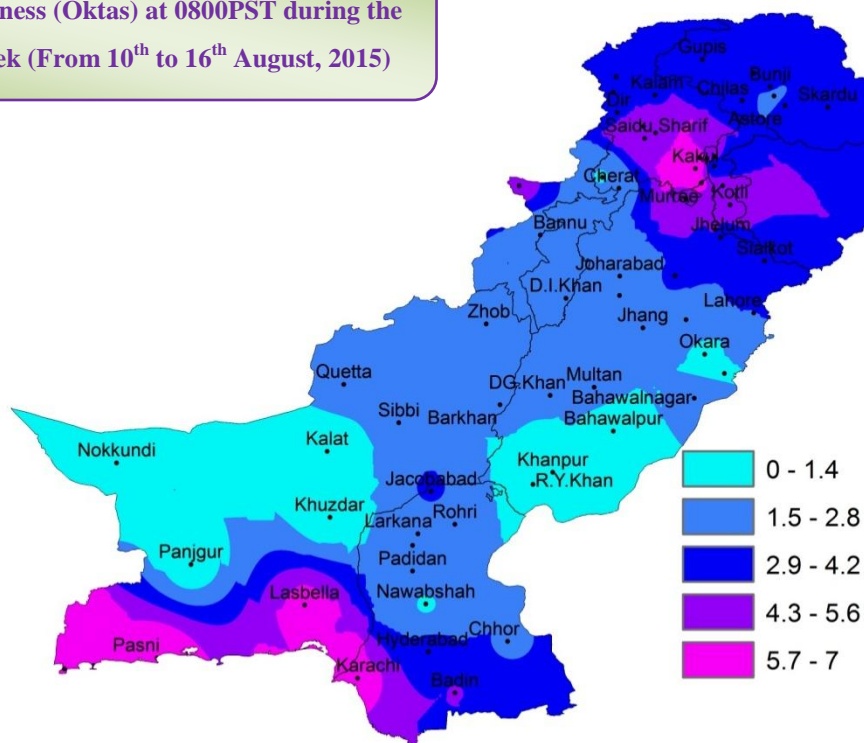 ness (Oktas) at 0800PST during the
ek (From 10th to 16th August, 2015)
Gupis
Bunji
Kalam
Chilas
Skardu
Dir
Astore
Saidu Sharif
Kakul
Cherat
Murree
Kotli
Bannu
Jhelum
Sialkot
Joharabad
D.I.Khan
Lahore
Zhob
Jhang
Okara
Quetta
DG.Khan
Multan
Bahawalnagar
Sibbi
Barkhan
Bahawalpur
Nokkundi
Kalat
Khanpur
R.Y.Khan
Jacobabad
Khuzdar
Larkana
Rohri
Panjgur
Padidan
Lasbella
Nawabshah
Pasni
Hyderabad
Chhor
Karachi
Badin
0 - 1.4
1.5 - 2.8
2.9 - 4.2
4.3 - 5.6
5.7 - 7